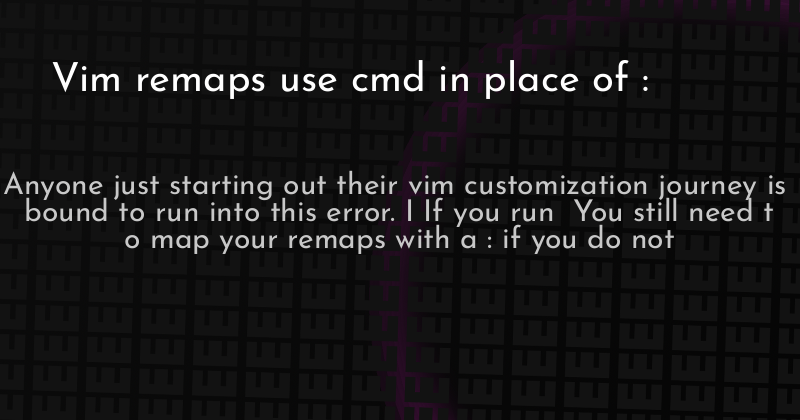 Vim remaps use cmd in place of :
Anyone just starting out their vim customization journey is
bound to run into this error. I If you run  You still need t
o map your remaps with a : if you do not